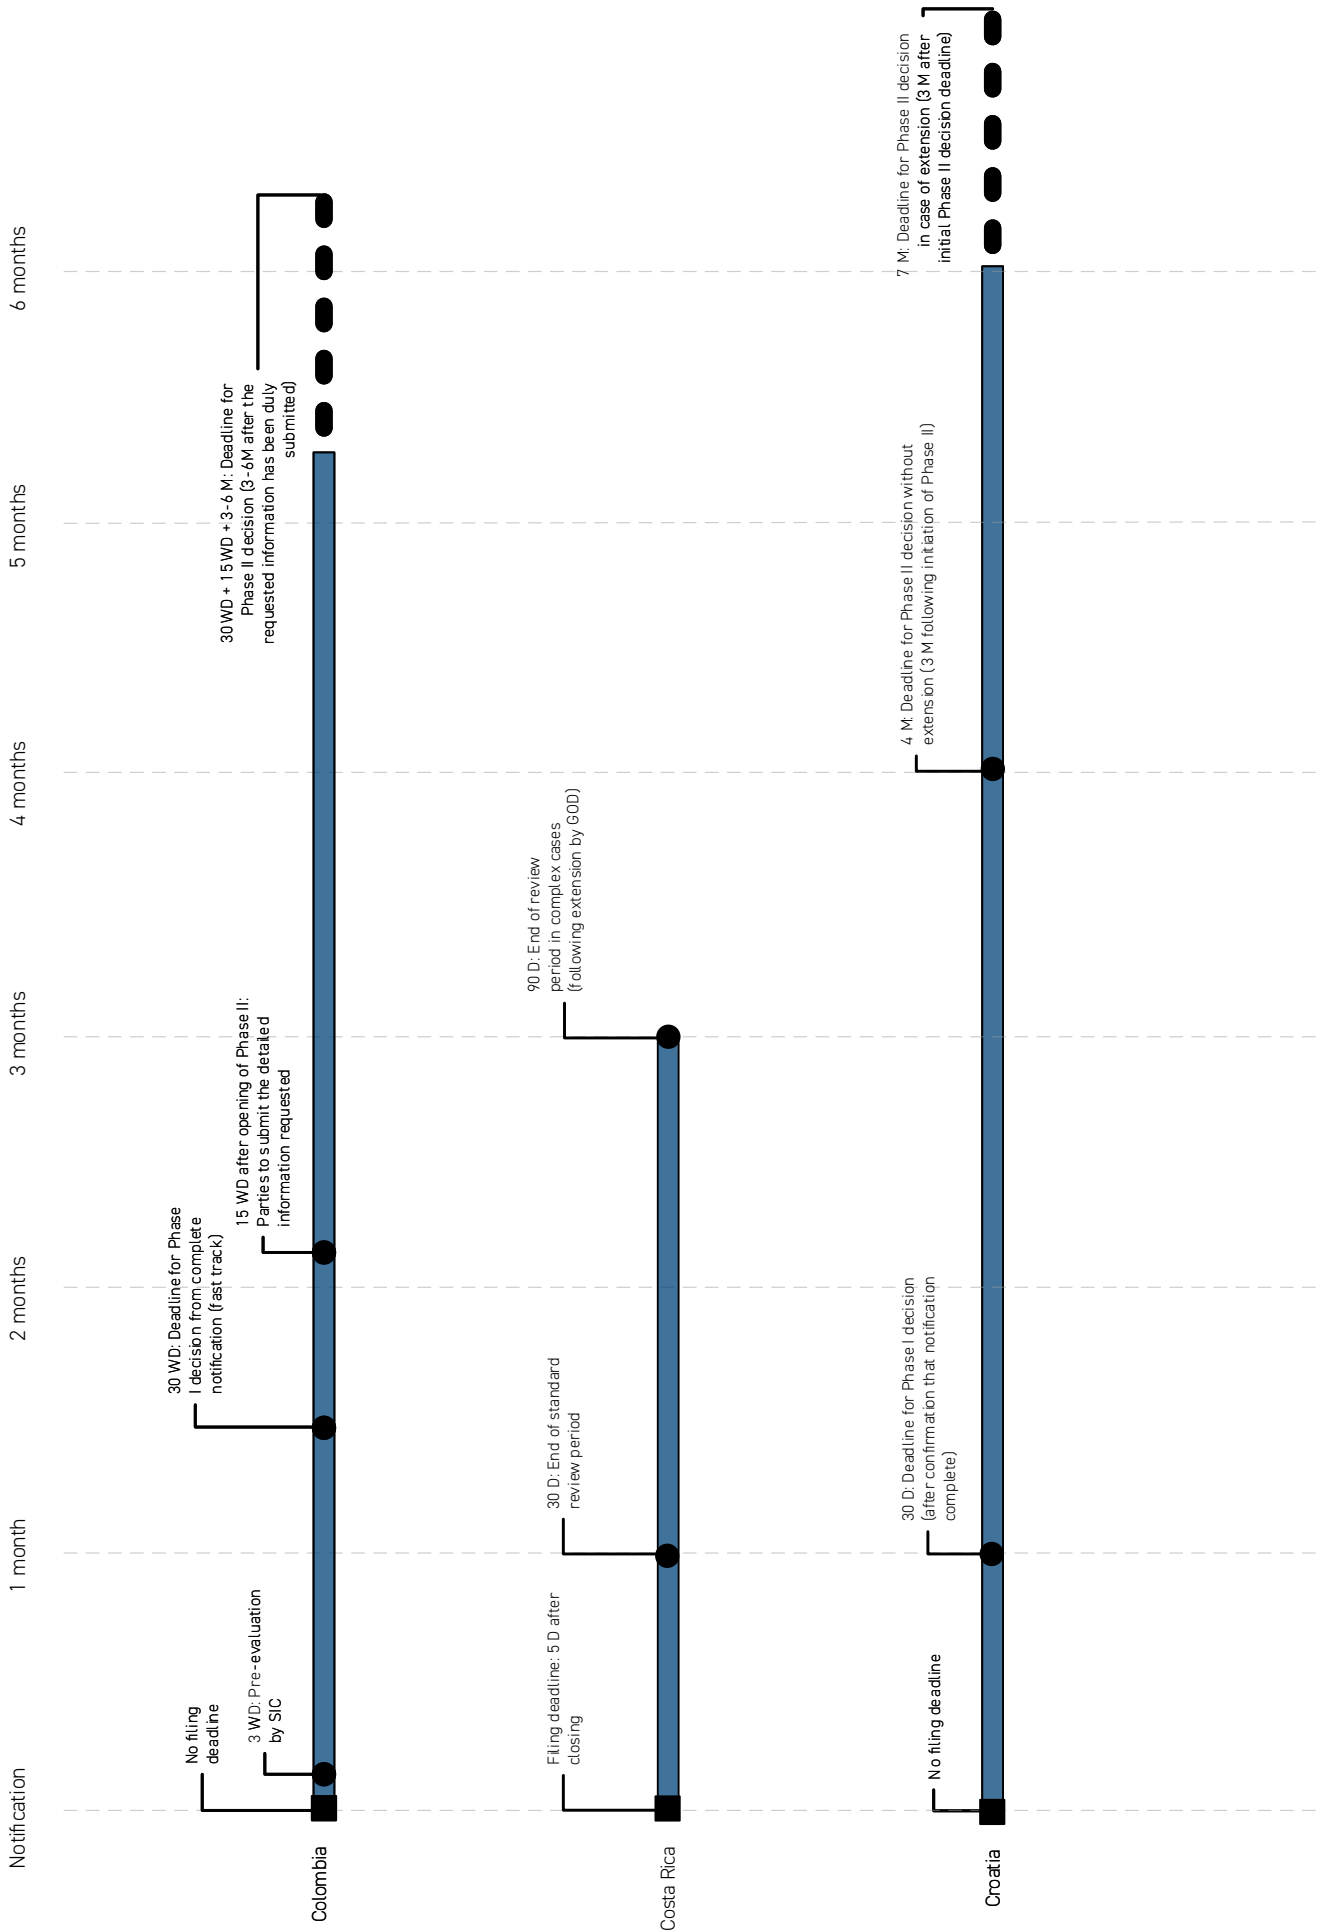 Notification
1 month
2 months
3 months
4 months
5 months
6 months
Colombia
No filing
deadline
3 WD: Pre-evaluation
by SIC
30 WD: Deadline for Phase
I decision from complete
notification (fast track)
15 WD after opening of Phase II:
Parties to submit the detailed
information requested
30WD + 15WD + 3-6 M: Deadline for
Phase II decision (3-6M after the
requested information has been duly
submitted)
Costa Rica
Filing deadline: 5 D after
closing
30 D: End of standard
review period
90 D: End of review
period in complex cases
(following extension by GOD)
Croatia
No filing deadline
30 D: Deadline for Phase I decision
(after confirmation that notification
complete)
4 M: Deadline for Phase II decision without
extension (3 M following initiation of Phase II)
7 M: Deadline for Phase II decision
in case of extension (3 M after
initial Phase II decision deadline)